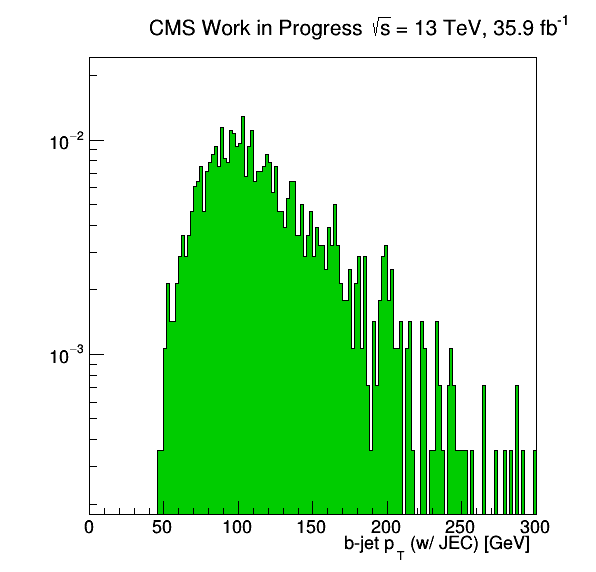 CMS Work in Progress √s = 13 TeV, 35.9 fb⁻¹
10⁻²
10⁻³
0 50 100 150 200 250 300
b-jet p_T (w/ JEC) [GeV]